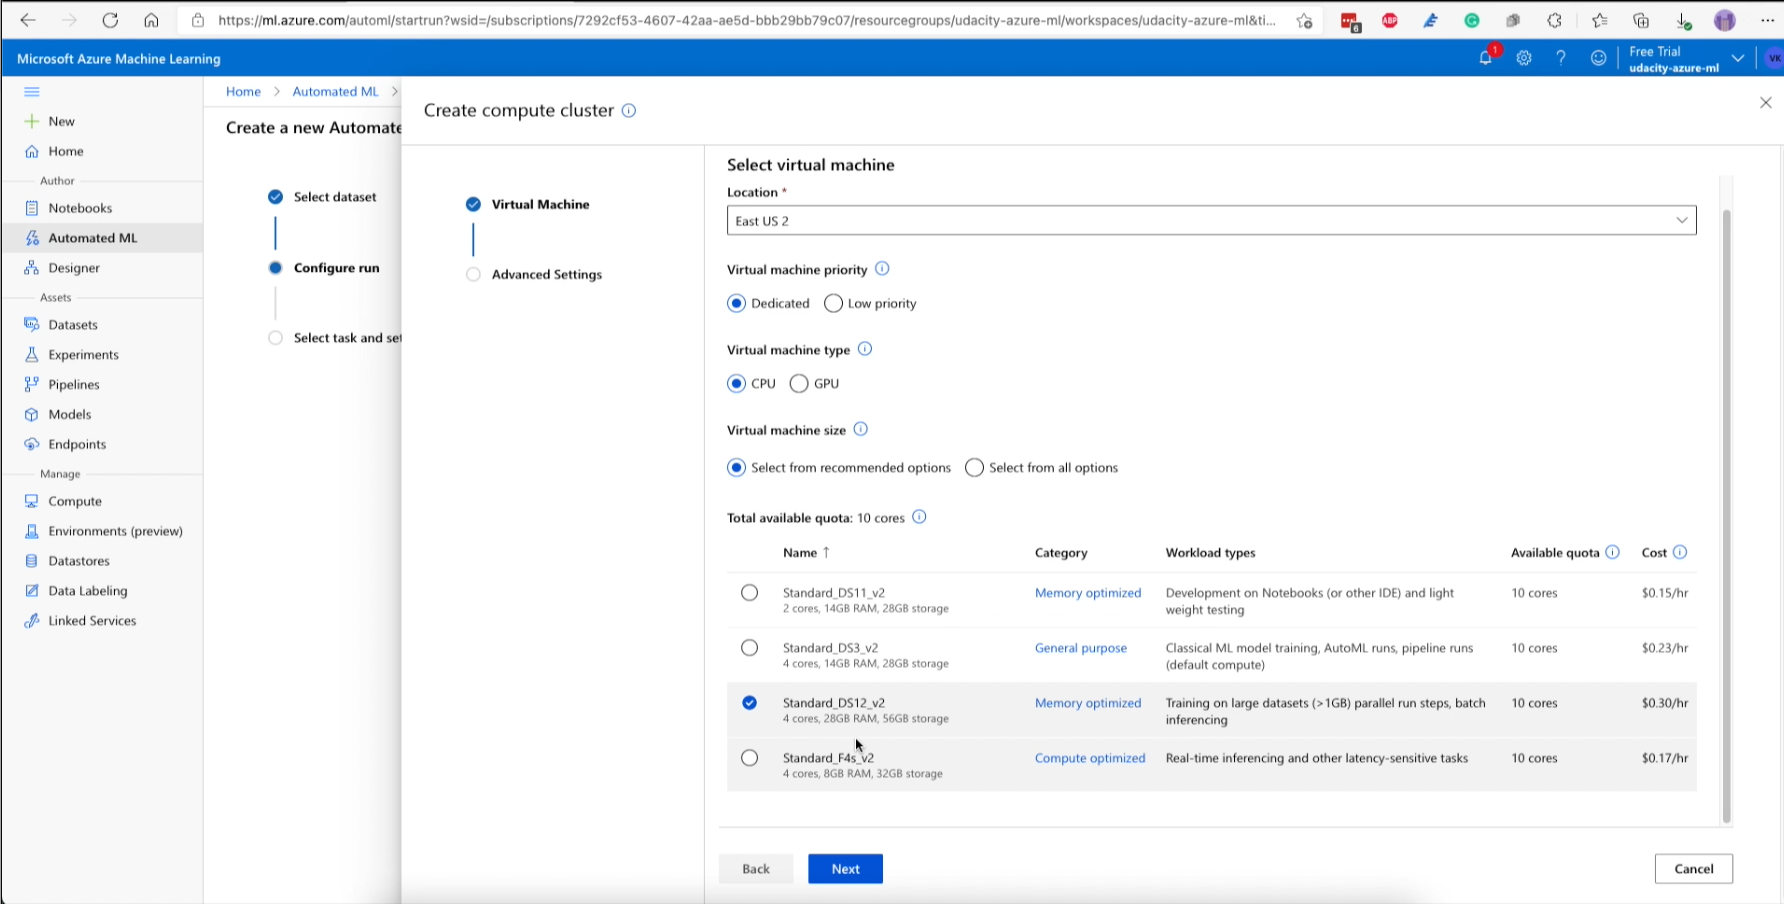 https://ml.azure.com/automl/startrun?wsid=/subscriptions/7292cf53-4607-42aa-ae5d-bbb29bb79c07/resourcegroups/udacity-azure-ml/workspaces/udacity-azure-ml&ti...
6
ABP
Microsoft Azure Machine Learning
1
Free Trial
udacity-azure-ml
VK
New
Home
Author
Notebooks
Automated ML
Designer
Assets
Datasets
Experiments
Pipelines
Models
Endpoints
Manage
Compute
Environments (preview)
Datastores
Data Labeling
Linked Services
Home > Automated ML >
Create a new Automate
Select dataset
Configure run
Select task and set
Create compute cluster
Virtual Machine
Advanced Settings
Select virtual machine
Location *
East US 2
Virtual machine priority
Dedicated Low priority
Virtual machine type
CPU GPU
Virtual machine size
Select from recommended options Select from all options
Total available quota: 10 cores
Name ↑ Category Workload types Available quota Cost
Standard_DS11_v2 Memory optimized Development on Notebooks (or other IDE) and light 10 cores $0.15/hr
2 cores, 14GB RAM, 28GB storage weight testing
Standard_DS3_v2 General purpose Classical ML model training, AutoML runs, pipeline runs 10 cores $0.23/hr
4 cores, 14GB RAM, 28GB storage (default compute)
Standard_DS12_v2 Memory optimized Training on large datasets (>1GB) parallel run steps, batch 10 cores $0.30/hr
4 cores, 28GB RAM, 56GB storage inferencing
Standard_F4s_v2 Compute optimized Real-time inferencing and other latency-sensitive tasks 10 cores $0.17/hr
4 cores, 8GB RAM, 32GB storage
Back Next Cancel